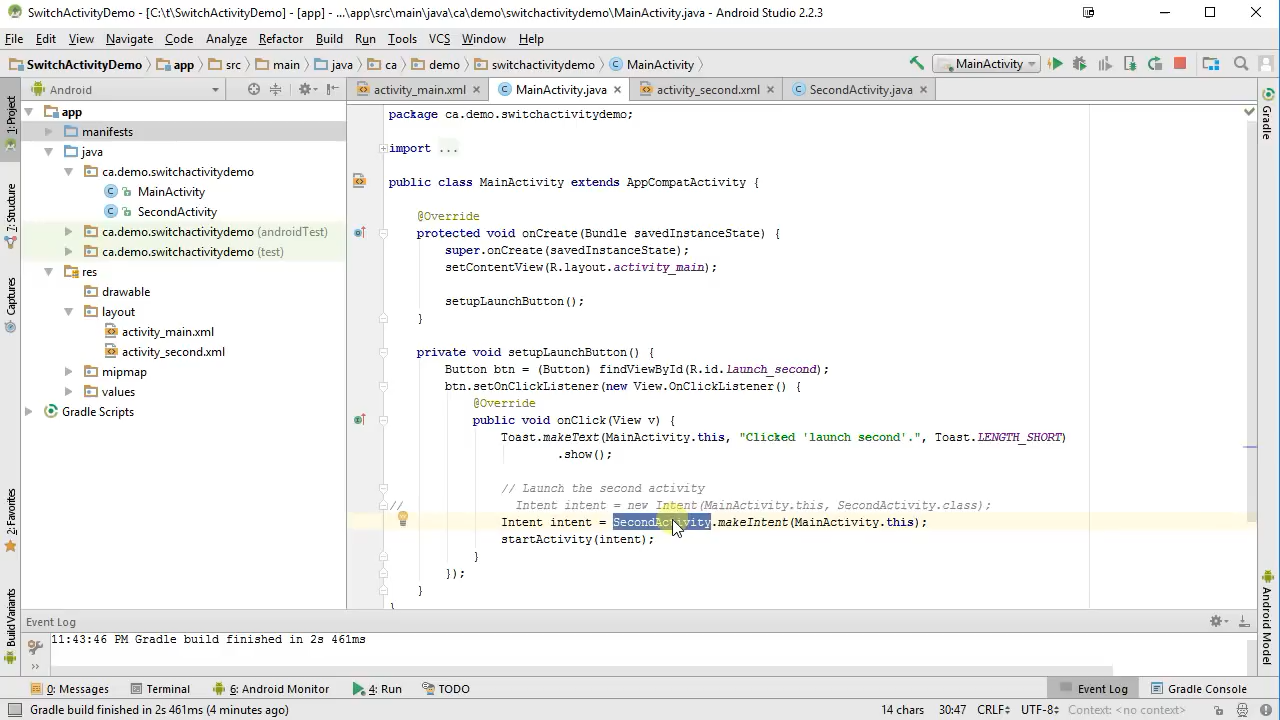 SwitchActivityDemo - [C:\t\SwitchActivityDemo] - [app] - ...\app\src\main\java\ca\demo\switchactivitydemo\MainActivity.java - Android Studio 2.2.3
File Edit View Navigate Code Analyze Refactor Build Run Tools VCS Window Help
SwitchActivityDemo app src main java ca demo switchactivitydemo MainActivity MainActivity
Android activity_main.xml MainActivity.java activity_second.xml SecondActivity.java
1: Project
7: Structure
Captures
2: Favorites
Build Variants
app
manifests
java
ca.demo.switchactivitydemo
MainActivity
SecondActivity
ca.demo.switchactivitydemo (androidTest)
ca.demo.switchactivitydemo (test)
res
drawable
layout
activity_main.xml
activity_second.xml
mipmap
values
Gradle Scripts
package ca.demo.switchactivitydemo;
import ...
public class MainActivity extends AppCompatActivity {
@Override
protected void onCreate(Bundle savedInstanceState) {
super.onCreate(savedInstanceState);
setContentView(R.layout.activity_main);
setupLaunchButton();
}
private void setupLaunchButton() {
Button btn = (Button) findViewById(R.id.launch_second);
btn.setOnClickListener(new View.OnClickListener() {
@Override
public void onClick(View v) {
Toast.makeText(MainActivity.this, "Clicked 'launch second'.", Toast.LENGTH_SHORT)
.show();
// Launch the second activity
// Intent intent = new Intent(MainActivity.this, SecondActivity.class);
Intent intent = SecondActivity.makeIntent(MainActivity.this);
startActivity(intent);
}
});
}
}
Gradle
Android Model
Event Log
11:43:46 PM Gradle build finished in 2s 461ms
0: Messages Terminal 6: Android Monitor 4: Run TODO Event Log Gradle Console
Gradle build finished in 2s 461ms (4 minutes ago) 14 chars 30:47 CRLF UTF-8 Context: <no context>